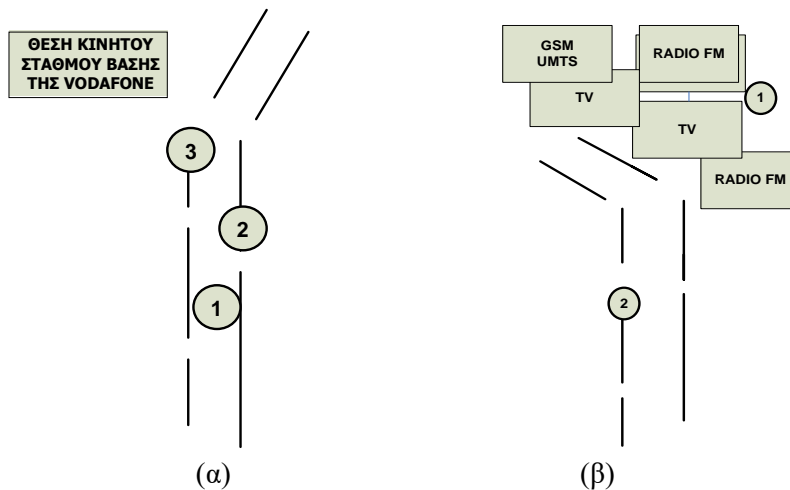 ΘΕΣΗ ΚΙΝΗΤΟΥ
ΣΤΑΘΜΟΥ ΒΑΣΗΣ
ΤΗΣ VODAFONE
3
2
1
(α)
GSM
UMTS
RADIO FM
TV
1
TV
RADIO FM
2
(β)